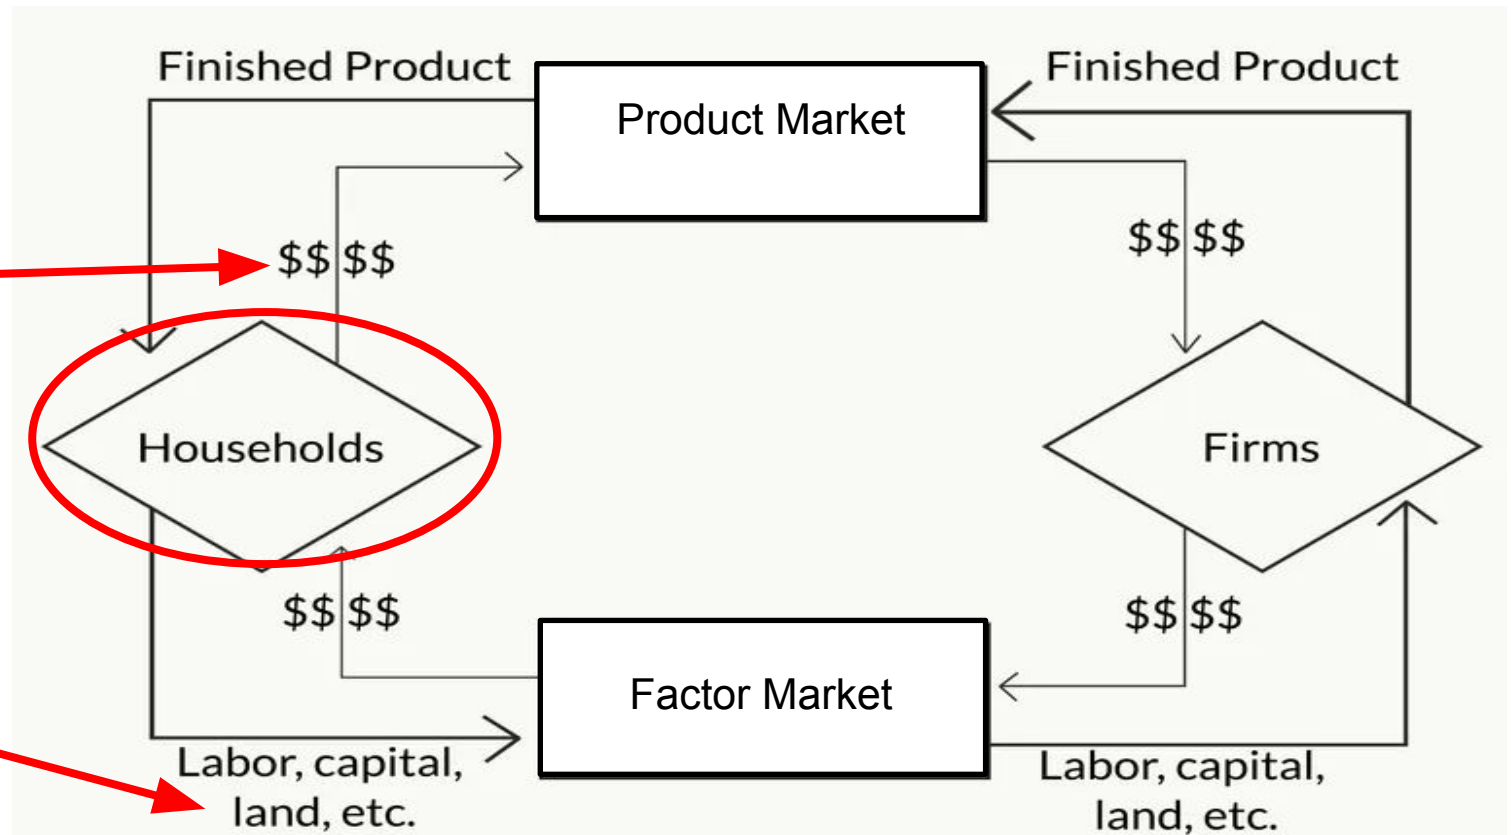 Finished Product
Product Market
Finished Product
$$ $$
$$ $$
Households
Firms
$$ $$
$$ $$
Factor Market
Labor, capital,
land, etc.
Labor, capital,
land, etc.